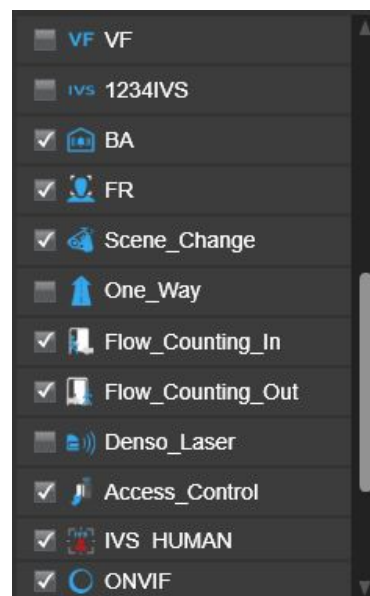 VF VF
IVS 1234IVS
BA
FR
Scene_Change
One_Way
Flow_Counting_In
Flow_Counting_Out
Denso_Laser
Access_Control
IVS HUMAN
ONVIF